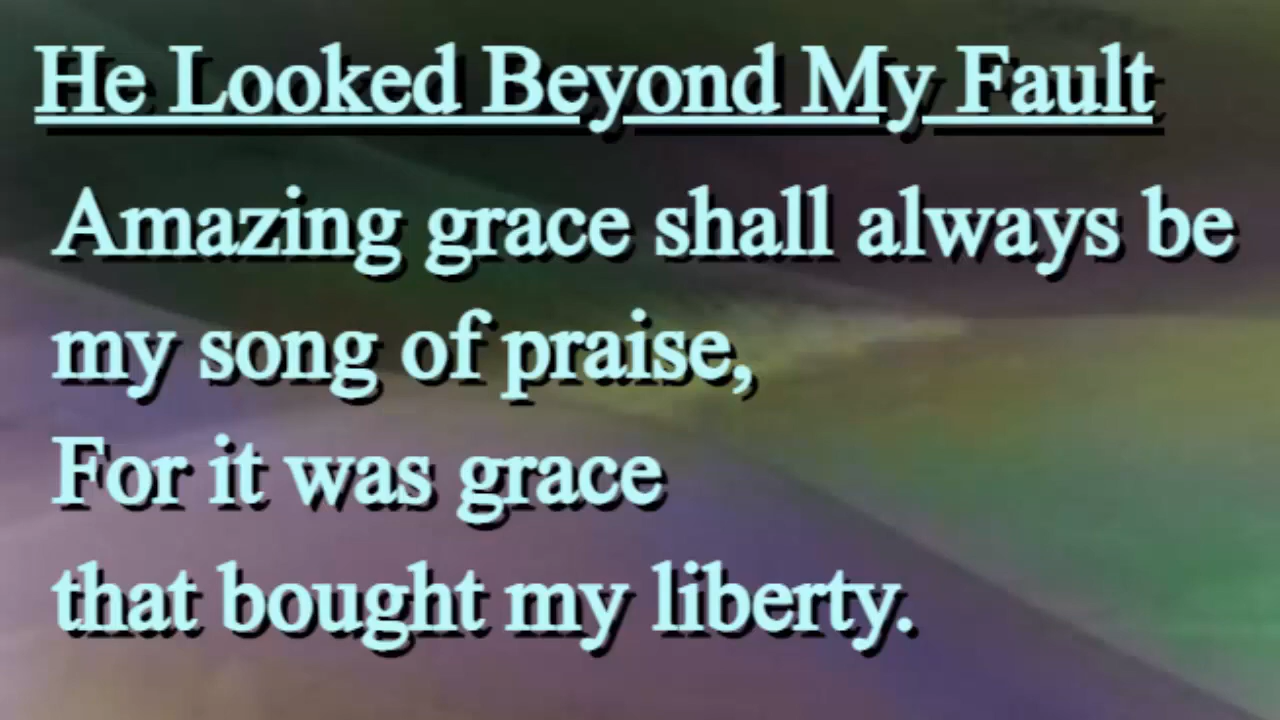 He Looked Beyond My Fault
Amazing grace shall always be
my song of praise,
For it was grace
that bought my liberty.